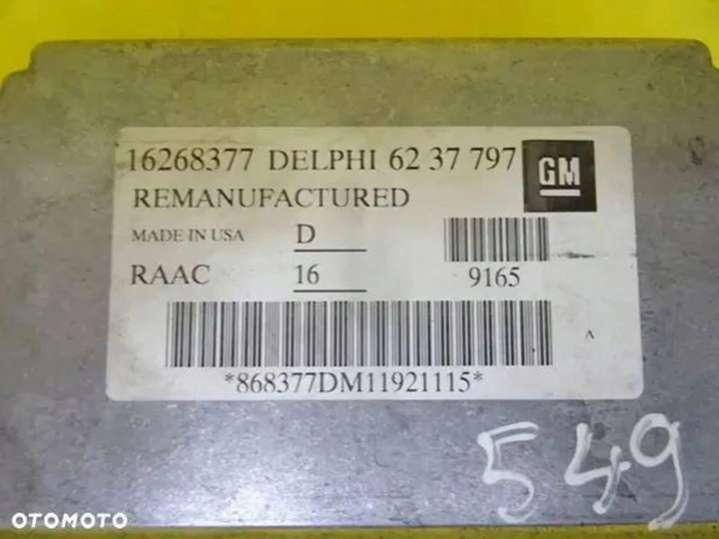 16268377 DELPHI 62 37 797
GM
REMANUFACTURED
MADE IN USA D
RAAC 16 9165
A
*868377DM11921115*
549
OTOMOTO